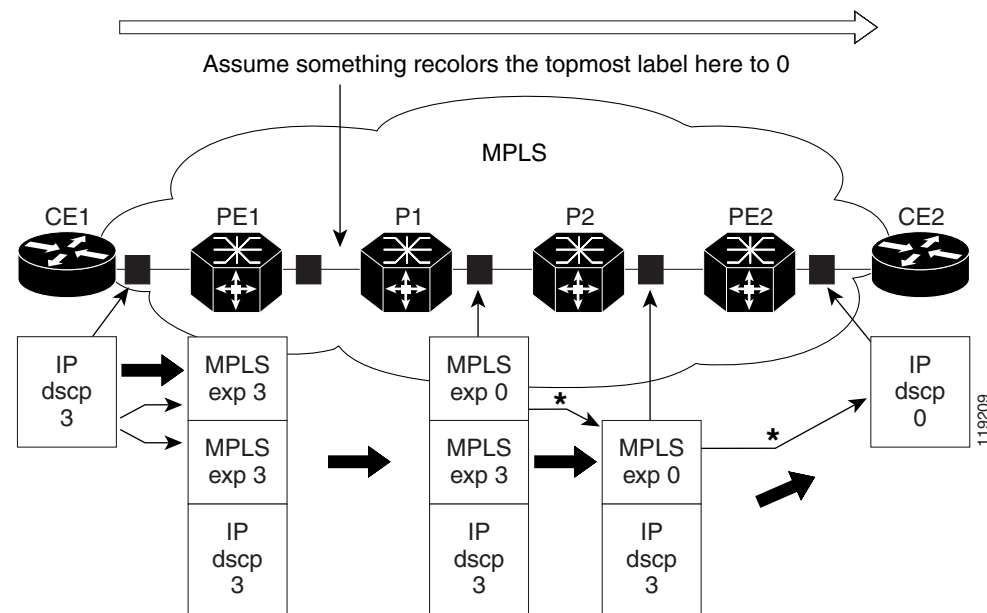 Assume something recolors the topmost label here to 0
MPLS
CE1
PE1
P1
P2
PE2
CE2
IP
dscp
3
MPLS
exp 3
MPLS
exp 3
IP
dscp
3
MPLS
exp 0
MPLS
exp 3
IP
dscp
3
*
MPLS
exp 0
IP
dscp
3
*
IP
dscp
0
119209